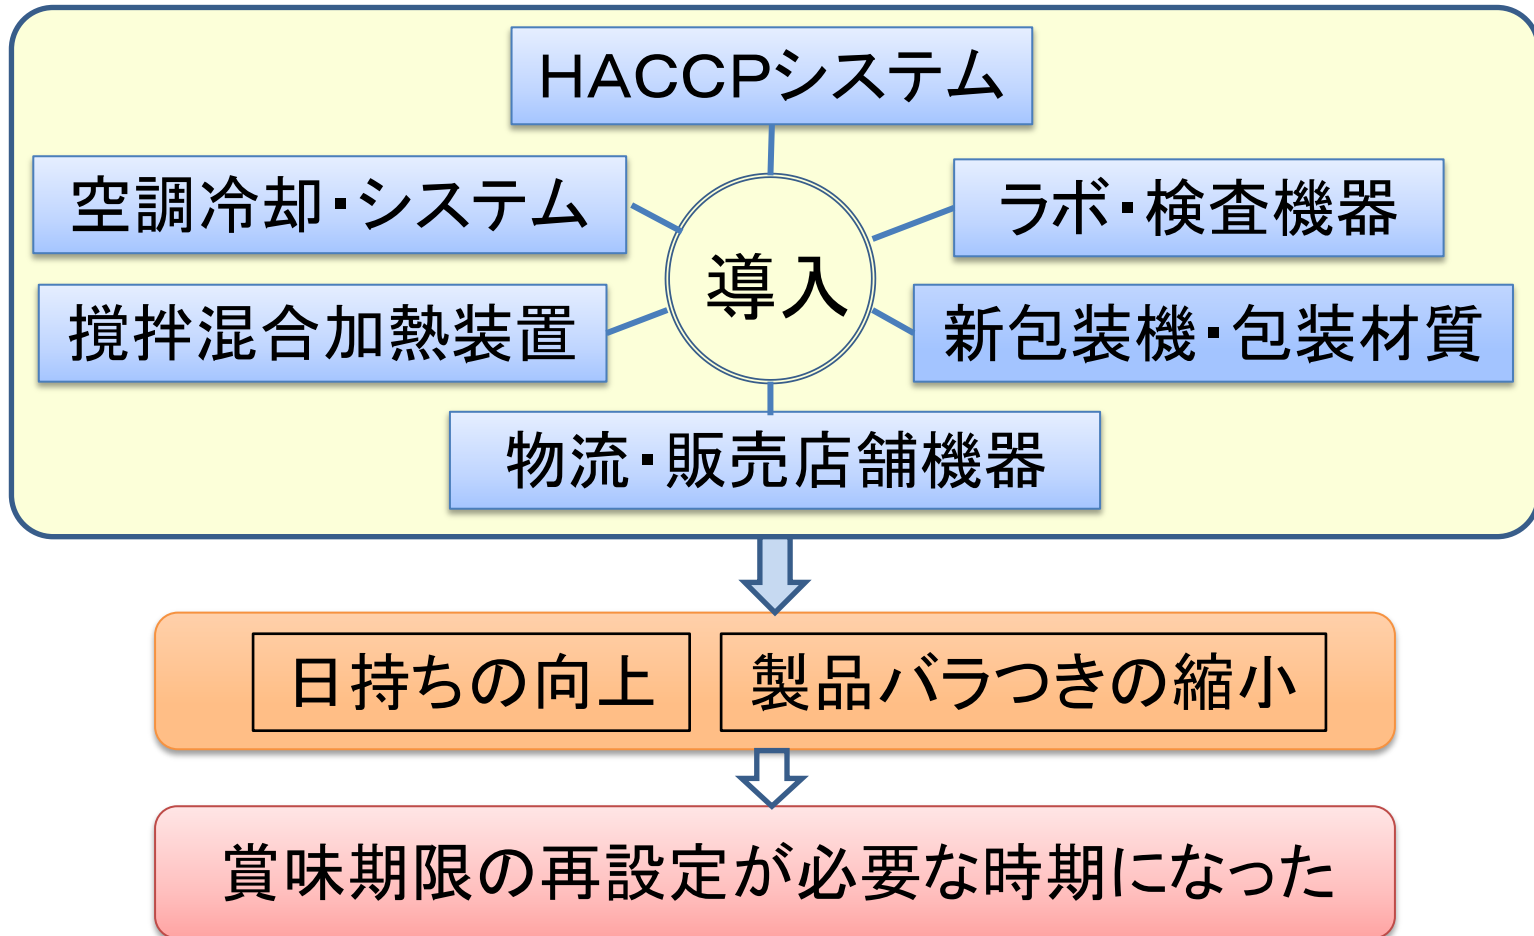 HACCPシステム
空調冷却・システム
ラボ・検査機器
導入
撹拌混合加熱装置
新包装機・包装材質
物流・販売店舗機器
日持ちの向上
製品バラつきの縮小
賞味期限の再設定が必要な時期になった